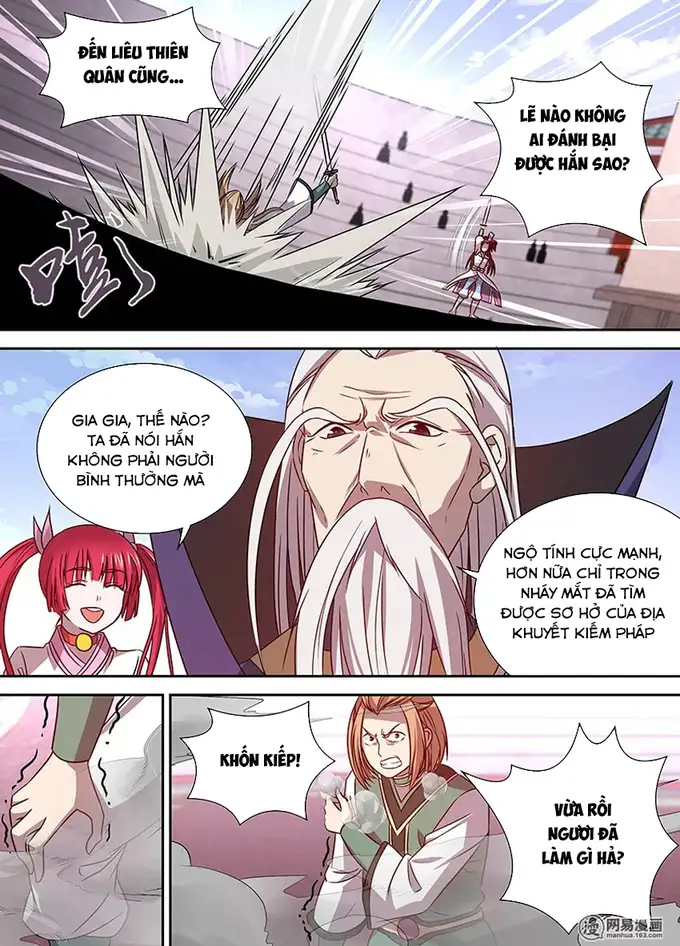 ĐẾN LIÊU THIÊN
QUÂN CŨNG...
LẼ NÀO KHÔNG
AI ĐÁNH BẠI
ĐƯỢC HẮN SAO?
GIA GIA, THẾ NÀO?
TA ĐÃ NÓI HẮN
KHÔNG PHẢI NGƯỜI
BÌNH THƯỜNG MÀ
NGỘ TÍNH CỰC MẠNH,
HƠN NỮA CHỈ TRONG
NHÁY MẮT ĐÃ TÌM
ĐƯỢC SƠ HỞ CỦA ĐỊA
KHUYẾT KIẾM PHÁP
KHỐN KIẾP!
VỪA RỒI
NGƯƠI ĐÃ
LÀM GÌ HẢ?
漫 网易漫画
manhua.163.com